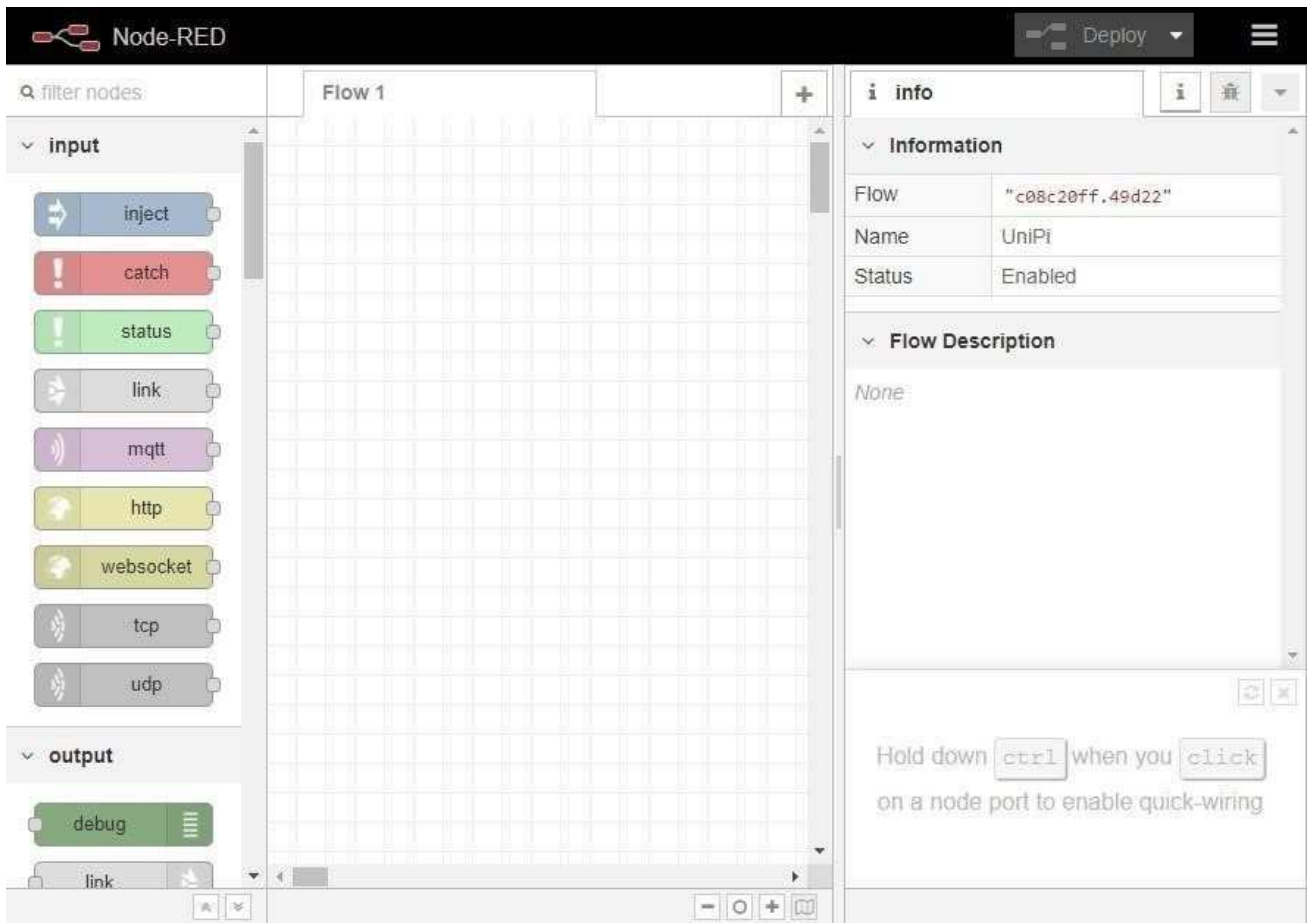 Node-RED
Deploy
filter nodes
Flow 1
info
input
inject
catch
status
link
mqtt
http
websocket
tcp
udp
output
debug
link
Information
Flow "c08c20ff.49d22"
Name UniPi
Status Enabled
Flow Description
None
Hold down ctrl when you click
on a node port to enable quick-wiring